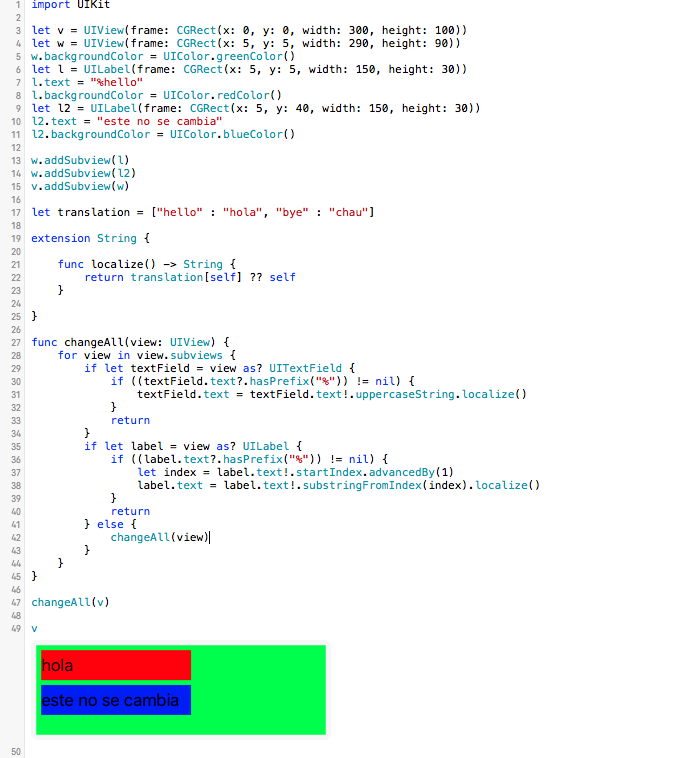 1 import UIKit
2
3 let v = UIView(frame: CGRect(x: 0, y: 0, width: 300, height: 100))
4 let w = UIView(frame: CGRect(x: 5, y: 5, width: 290, height: 90))
5 w.backgroundColor = UIColor.greenColor()
6 let l = UILabel(frame: CGRect(x: 5, y: 5, width: 150, height: 30))
7 l.text = "%hello"
8 l.backgroundColor = UIColor.redColor()
9 let l2 = UILabel(frame: CGRect(x: 5, y: 40, width: 150, height: 30))
10 l2.text = "este no se cambia"
11 l2.backgroundColor = UIColor.blueColor()
12
13 w.addSubview(l)
14 w.addSubview(l2)
15 v.addSubview(w)
16
17 let translation = ["hello" : "hola", "bye" : "chau"]
18
19 extension String {
20
21     func localize() -> String {
22         return translation[self] ?? self
23     }
24
25 }
26
27 func changeAll(view: UIView) {
28     for view in view.subviews {
29         if let textField = view as? UITextField {
30             if ((textField.text?.hasPrefix("%")) != nil) {
31                 textField.text = textField.text!.uppercaseString.localize()
32             }
33             return
34         }
35         if let label = view as? UILabel {
36             if ((label.text?.hasPrefix("%")) != nil) {
37                 let index = label.text!.startIndex.advancedBy(1)
38                 label.text = label.text!.substringFromIndex(index).localize()
39             }
40             return
41         } else {
42             changeAll(view)
43         }
44     }
45 }
46
47 changeAll(v)
48
49 v
hola
este no se cambia
50